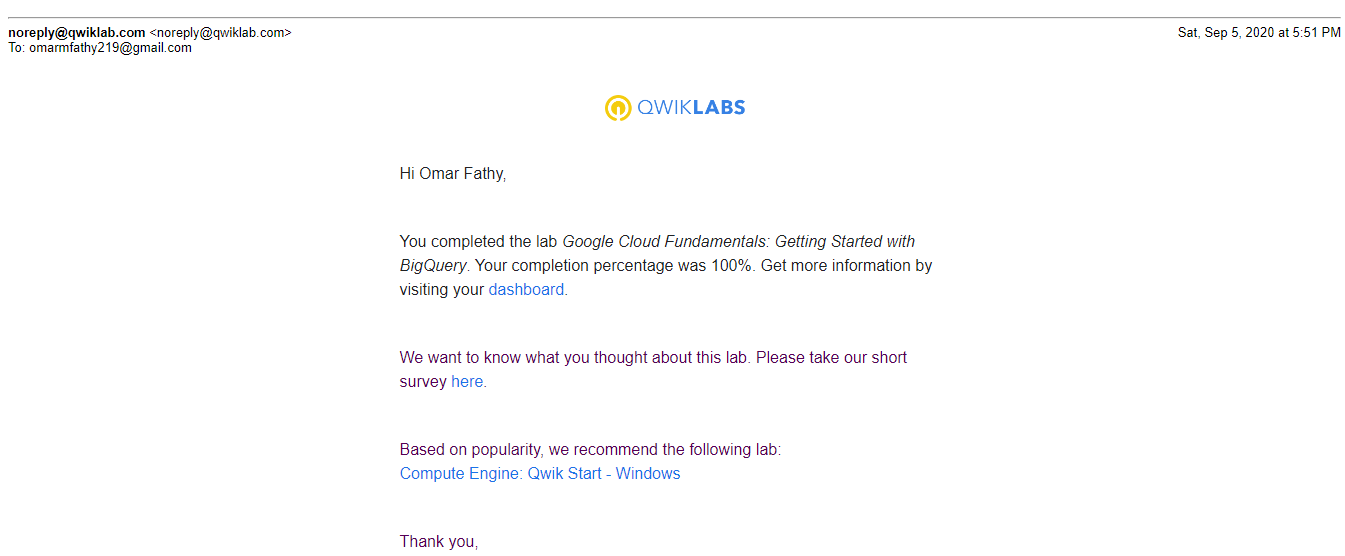 noreply@qwiklab.com <noreply@qwiklab.com>
Sat, Sep 5, 2020 at 5:51 PM
To: omarmfathy219@gmail.com
QWIKLABS
Hi Omar Fathy,
You completed the lab Google Cloud Fundamentals: Getting Started with
BigQuery. Your completion percentage was 100%. Get more information by
visiting your dashboard.
We want to know what you thought about this lab. Please take our short
survey here.
Based on popularity, we recommend the following lab:
Compute Engine: Qwik Start - Windows
Thank you,